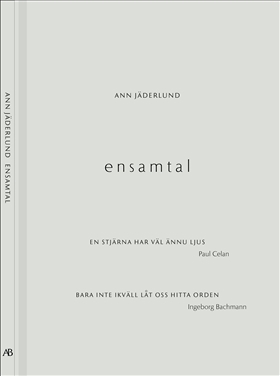 ANN JÄDERLUND
ensamtal
EN STJÄRNA HAR VÄL ÄNNU LJUS
Paul Celan
BARA INTE IKVÄLL LÅT OSS HITTA ORDEN
Ingeborg Bachmann
ANN JÄDERLUND ENSAMTAL
AB